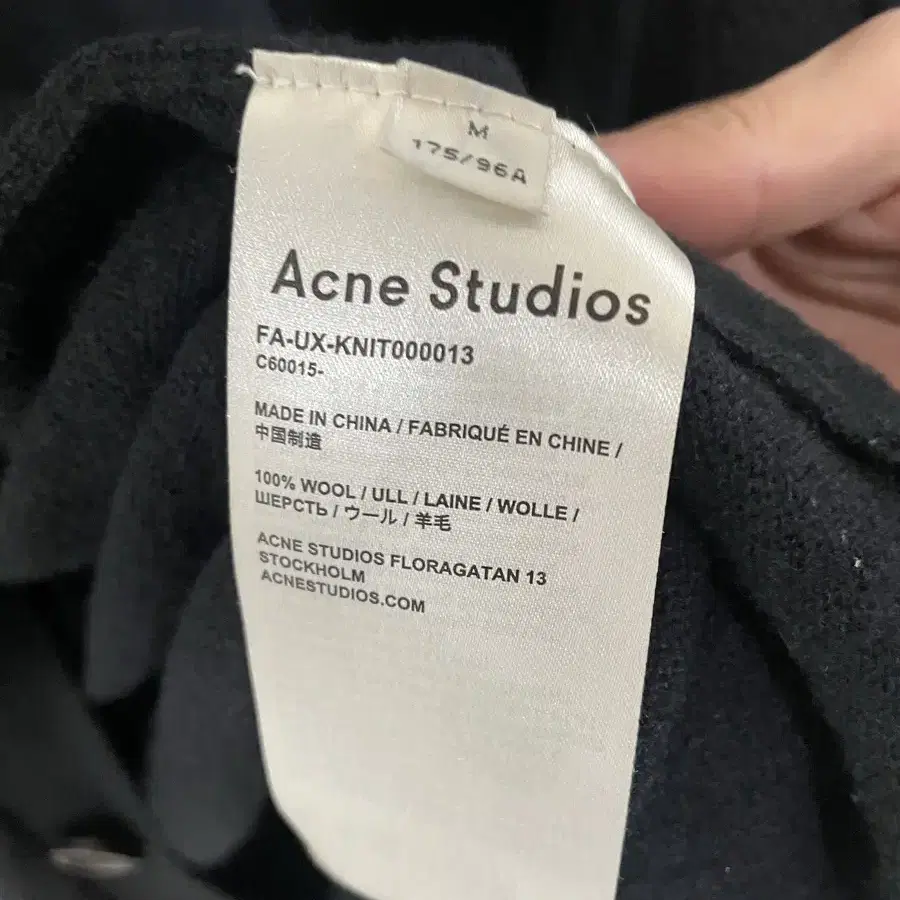 M
175/96A
Acne Studios
FA-UX-KNIT000013
C60015-
MADE IN CHINA / FABRIQUÉ EN CHINE /
中国制造
100% WOOL / ULL / LAINE / WOLLE /
ШЕРСТЬ / ウール / 羊毛
ACNE STUDIOS FLORAGATAN 13
STOCKHOLM
ACNESTUDIOS.COM